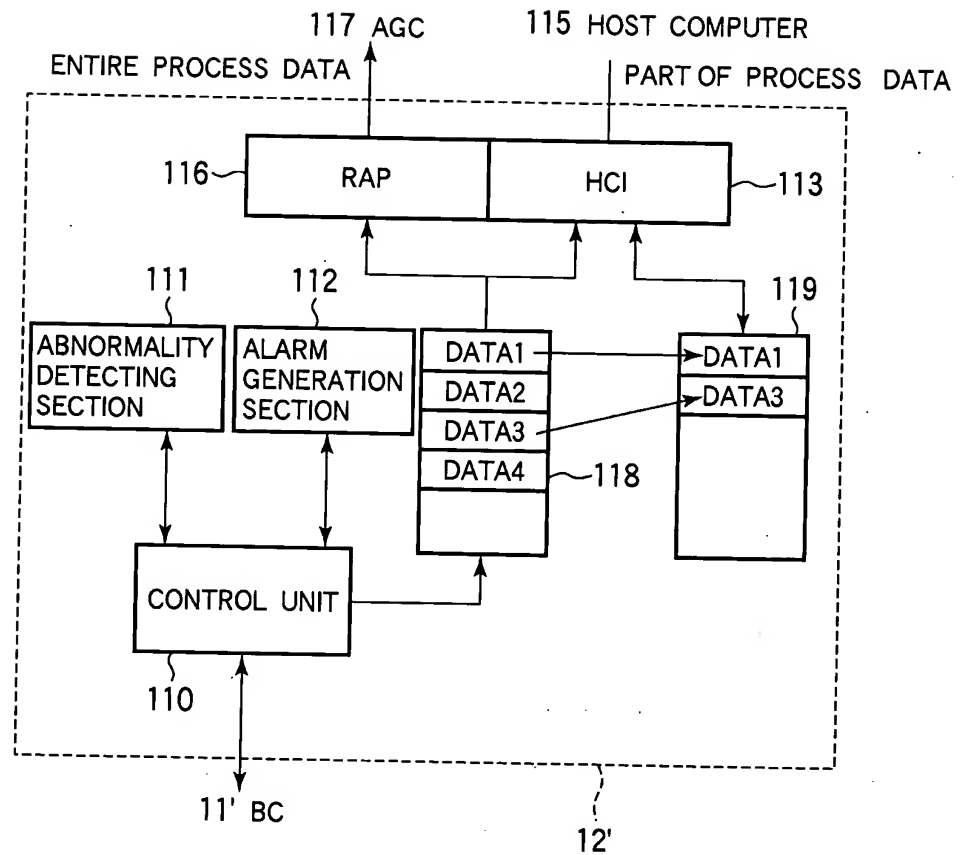 117 AGC
115 HOST COMPUTER
ENTIRE PROCESS DATA
PART OF PROCESS DATA
116
RAP
HCI
113
111
112
119
ABNORMALITY
DETECTING
SECTION
ALARM
GENERATION
SECTION
DATA1
DATA2
DATA3
DATA4
118
DATA1
DATA3
CONTROL UNIT
110
11' BC
12'